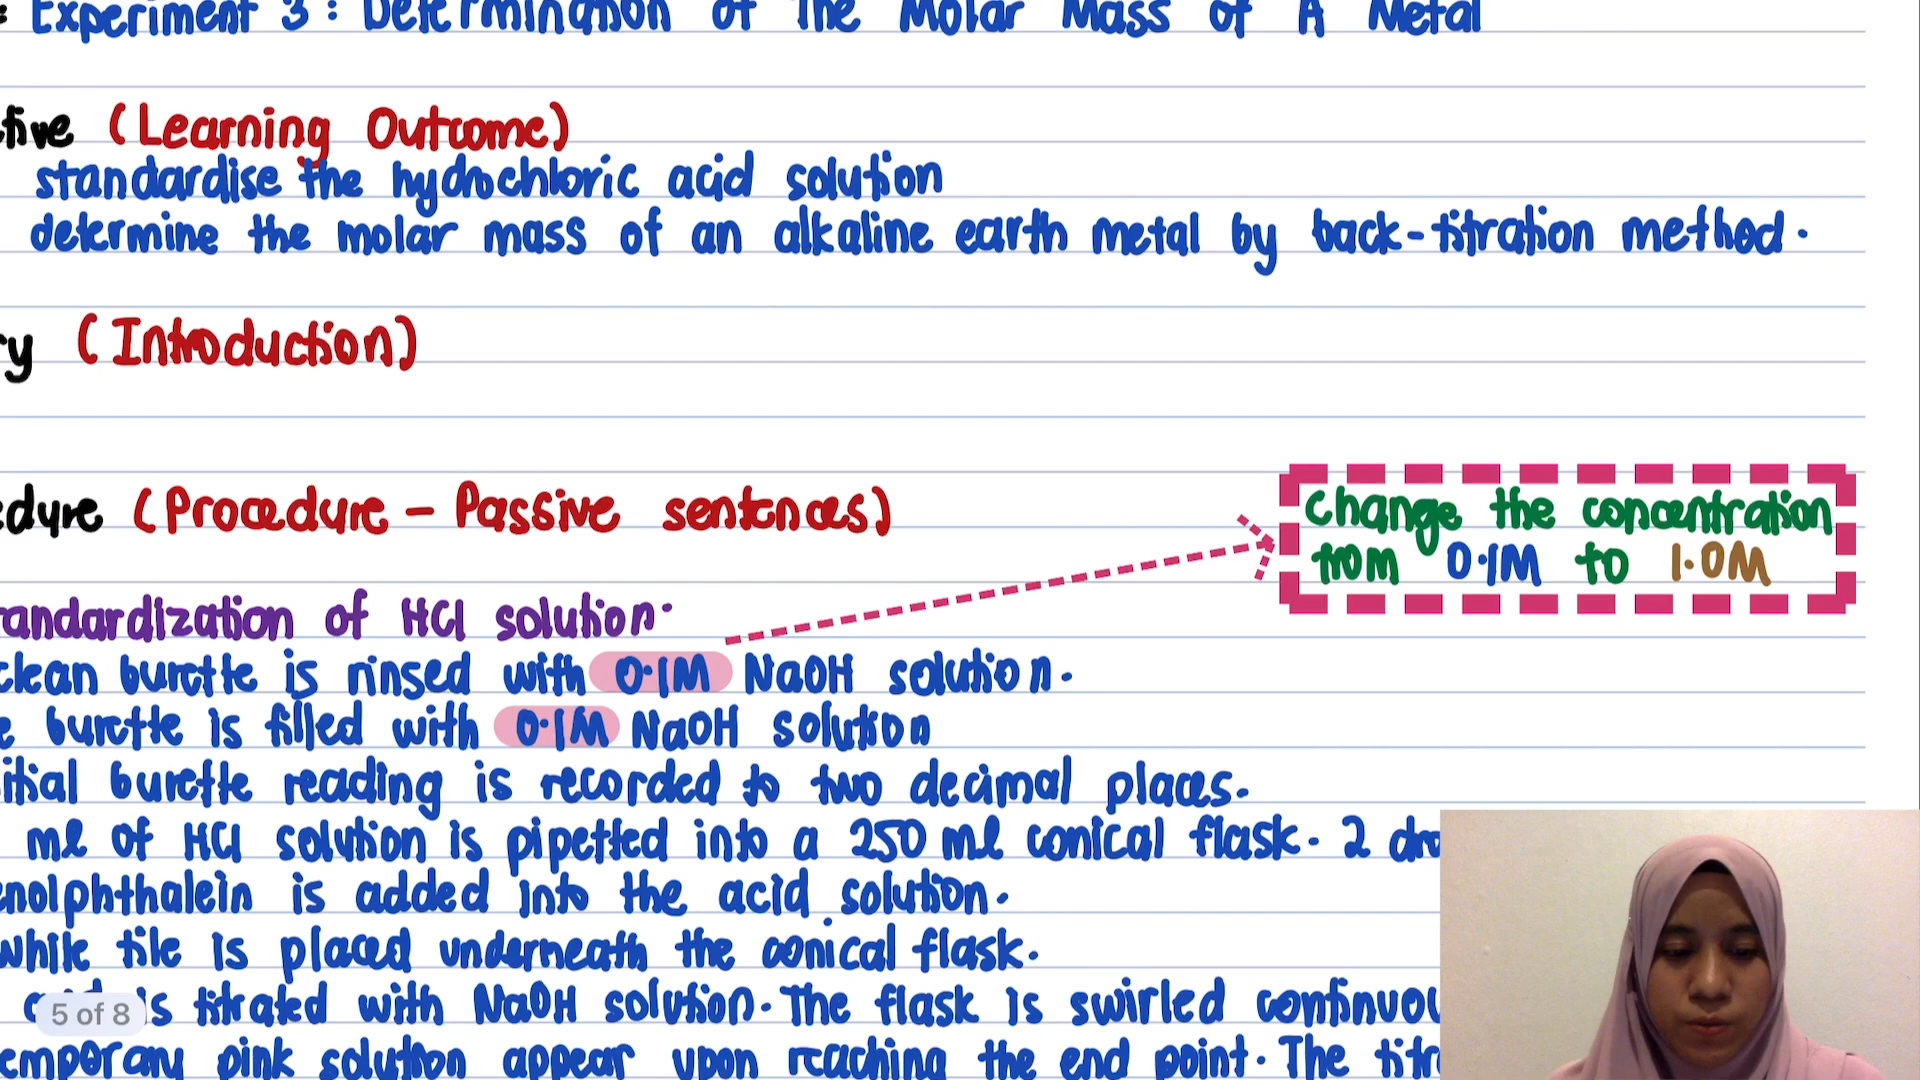 : Experiment 3 : Determination of The Molar Mass of A Metal
tive (Learning Outcome)
standardise the hydrochloric acid solution
determine the molar mass of an alkaline earth metal by back-titration method.
ry (Introduction)
edure (Procedure - Passive sentences)
Change the concentration
from 0.1M to 1.0M
tandardization of HCl solution.
clean burette is rinsed with 0.1M NaOH solution.
e burette is filled with 0.1M NaOH solution
itial burette reading is recorded to two decimal places.
ml of HCl solution is pipetted into a 250 ml conical flask. 2 dro
enolphthalein is added into the acid solution.
while tile is placed underneath the conical flask.
is titrated with NaOH solution. The flask is swirled continuou
5 of 8
emporary pink solution appear upon reaching the end point. The titr